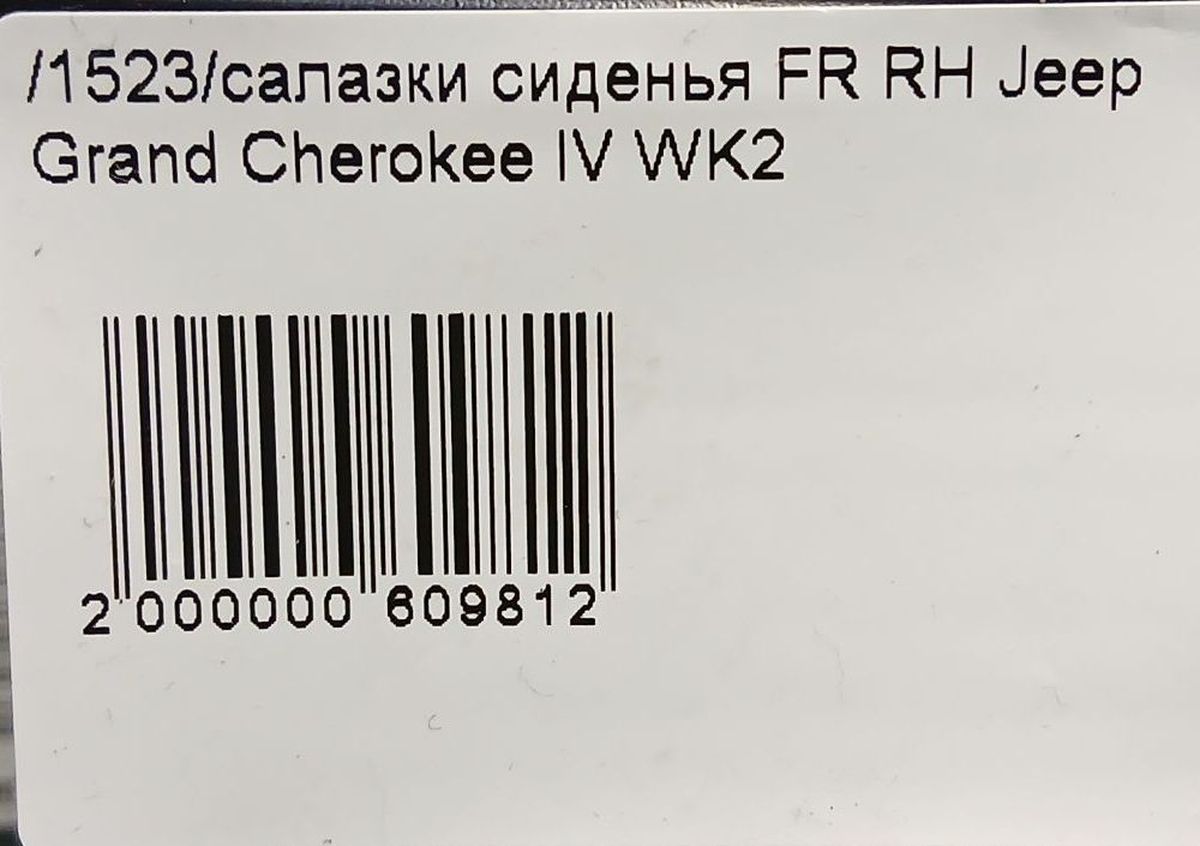 /1523/салазки сиденья FR RH Jeep
Grand Cherokee IV WK2
2 000000 609812